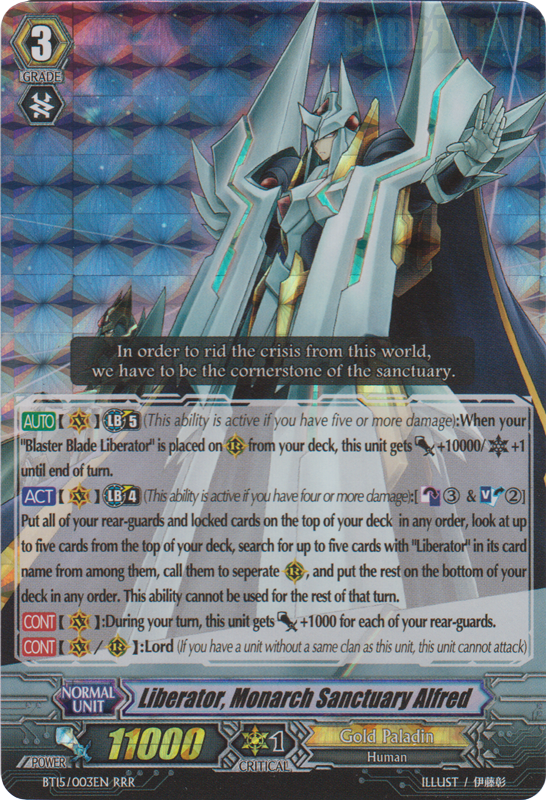 CARDTITAN
3
GRADE
In order to rid the crisis from this world,
we have to be the cornerstone of the sanctuary.
AUTO [ V ] LB 5 (This ability is active if you have five or more damage):When your
"Blaster Blade Liberator" is placed on R from your deck, this unit gets +10000/ +1
until end of turn.
ACT [ V ] LB 4 (This ability is active if you have four or more damage):[ ③ & V ②]
Put all of your rear-guards and locked cards on the top of your deck in any order, look at up
to five cards from the top of your deck, search for up to five cards with "Liberator" in its card
name from among them, call them to seperate R, and put the rest on the bottom of your
deck in any order. This ability cannot be used for the rest of that turn.
CONT [ V ]:During your turn, this unit gets +1000 for each of your rear-guards.
CONT [ V / R ]:Lord (If you have a unit without a same clan as this unit, this unit cannot attack)
NORMAL UNIT Liberator, Monarch Sanctuary Alfred
POWER 11000 1 CRITICAL Gold Paladin
Human
BT15/003EN RRR ILLUST / 伊藤彰